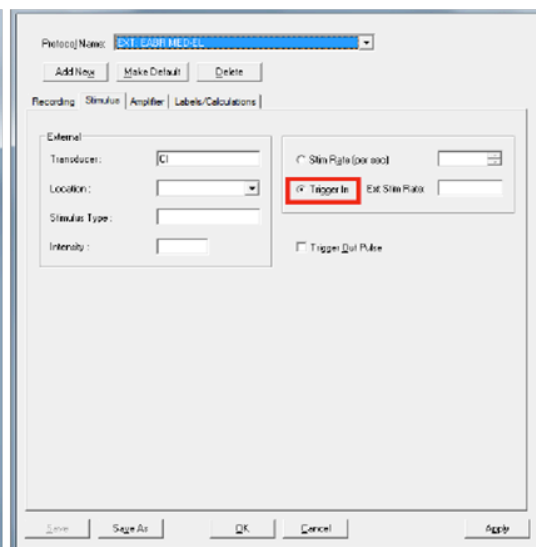 Protocol Name: EXT. EABR MED-EL
Add New Make Default Delete
Recording Stimulus Amplifier Labels/Calculations
External
Transducer: CI
Location:
Stimulus Type:
Intensity:
Stim Rate (per sec)
Trigger In Ext Stim Rate:
Trigger Out Pulse
Save Save As OK Cancel Apply